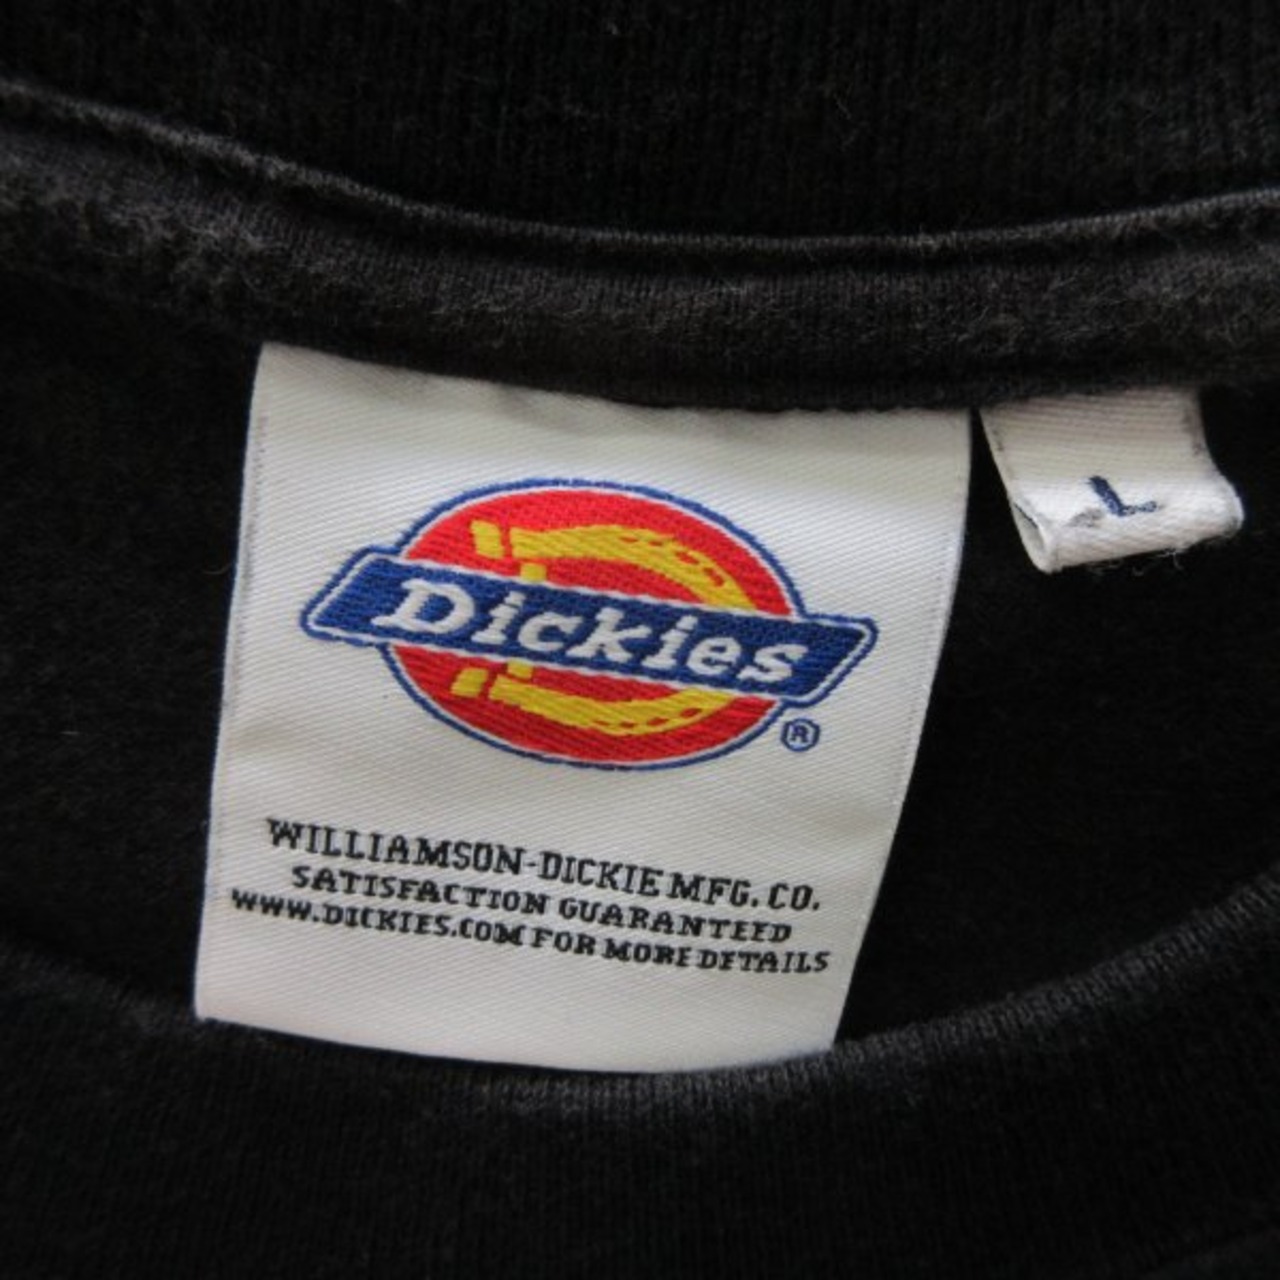 L
Dickies
®
WILLIAMSON-DICKIE MFG. CO.
SATISFACTION GUARANTEED
WWW.DICKIES.COM FOR MORE DETAILS